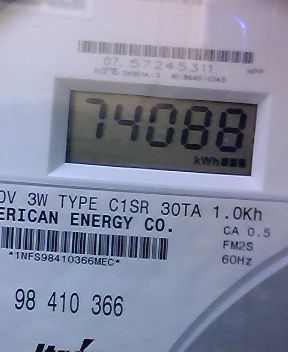 07 57245311
74088
kWh
0V 3W TYPE C1SR 30TA 1.0Kh
ERICAN ENERGY CO.
CA 0.5
FM2S
*1NFS98410366MEC*
60Hz
98 410 366